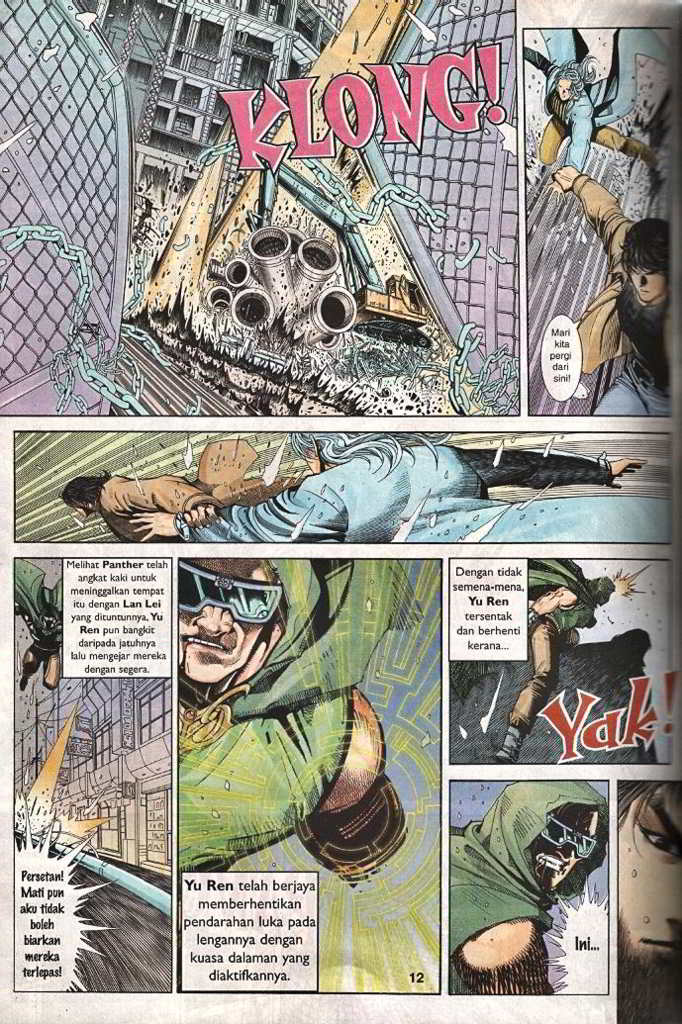 KLONG!
Mari
kita
pergi
dari
sini!
Melihat Panther telah
angkat kaki untuk
meninggalkan tempat
itu dengan Lan Lei
yang dituntunnya, Yu
Ren pun bangkit
daripada jatuhnya
lalu mengejar mereka
dengan segera.
Persetan!
Mati pun
aku tidak
boleh
biarkan
mereka
terlepas!
Yu Ren telah berjaya
memberhentikan
pendarahan luka pada
lengannya dengan
kuasa dalaman yang
diaktifkannya.
12
Dengan tidak
semena-mena,
Yu Ren
tersentak
dan berhenti
kerana...
Yak!
Ini...